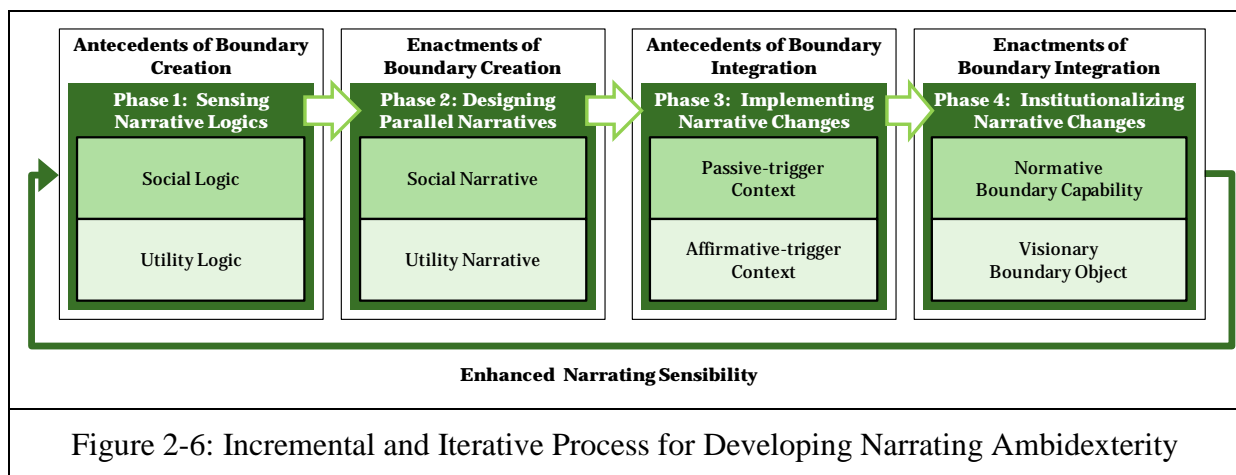 Antecedents of Boundary
Creation
Phase 1: Sensing
Narrative Logics
Social Logic
Utility Logic
Enactments of
Boundary Creation
Phase 2: Designing
Parallel Narratives
Social Narrative
Utility Narrative
Antecedents of Boundary
Integration
Phase 3: Implementing
Narrative Changes
Passive-trigger
Context
Affirmative-trigger
Context
Enactments of
Boundary Integration
Phase 4: Institutionalizing
Narrative Changes
Normative
Boundary Capability
Visionary
Boundary Object
Enhanced Narrating Sensibility
Figure 2-6: Incremental and Iterative Process for Developing Narrating Ambidexterity